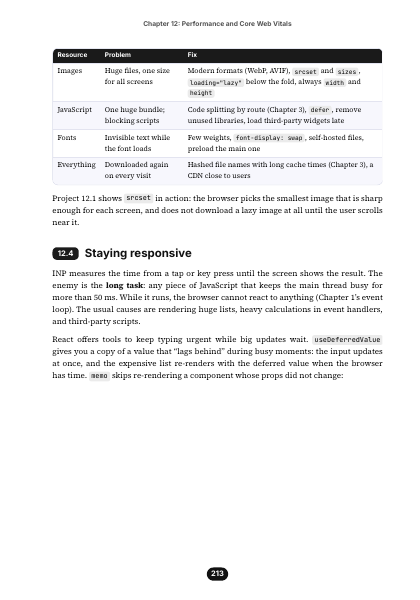 Chapter 12: Performance and Core Web Vitals
Resource Problem Fix
Images Huge files, one size Modern formats (WebP, AVIF), srcset and sizes,
for all screens loading="lazy" below the fold, always width and
height
JavaScript One huge bundle; Code splitting by route (Chapter 3), defer, remove
blocking scripts unused libraries, load third-party widgets late
Fonts Invisible text while Few weights, font-display: swap, self-hosted files,
the font loads preload the main one
Everything Downloaded again Hashed file names with long cache times (Chapter 3), a
on every visit CDN close to users
Project 12.1 shows srcset in action: the browser picks the smallest image that is sharp
enough for each screen, and does not download a lazy image at all until the user scrolls
near it.
12.4 Staying responsive
INP measures the time from a tap or key press until the screen shows the result. The
enemy is the long task: any piece of JavaScript that keeps the main thread busy for
more than 50 ms. While it runs, the browser cannot react to anything (Chapter 1's event
loop). The usual causes are rendering huge lists, heavy calculations in event handlers,
and third-party scripts.
React offers tools to keep typing urgent while big updates wait. useDeferredValue
gives you a copy of a value that “lags behind” during busy moments: the input updates
at once, and the expensive list re-renders with the deferred value when the browser
has time. memo skips re-rendering a component whose props did not change:
213